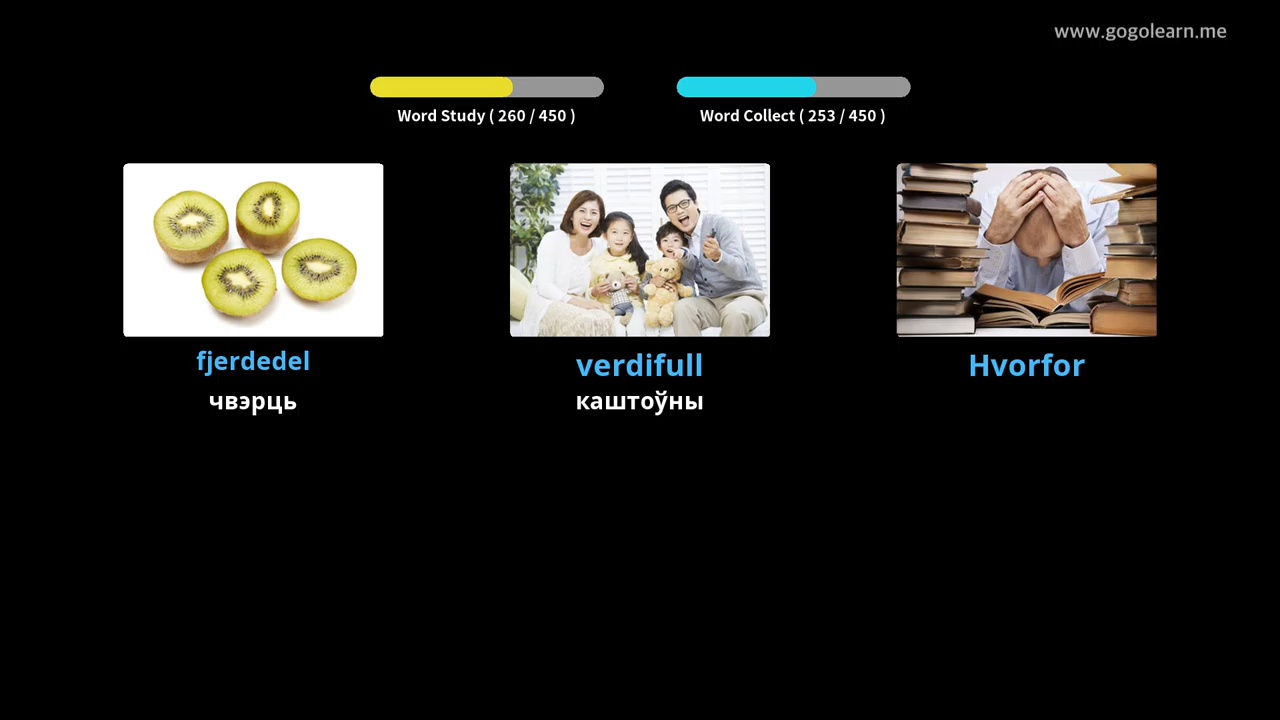 www.gogolearn.me
Word Study ( 260 / 450 )
Word Collect ( 253 / 450 )
fjerdedel
чвэрць
verdifull
каштоўны
Hvorfor